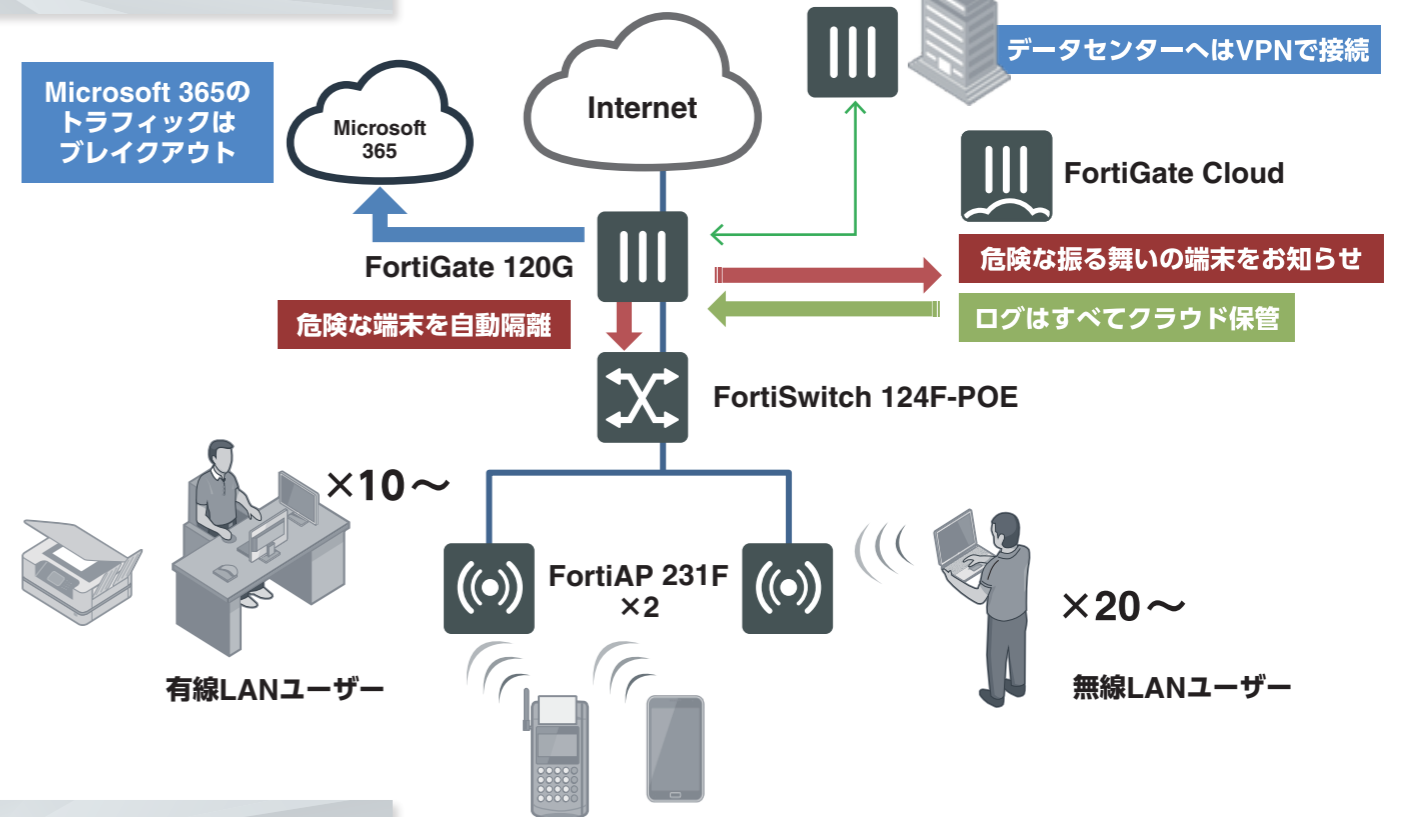 データセンターへはVPNで接続
Microsoft 365の
トラフィックは
ブレイクアウト
Microsoft
365
Internet
FortiGate Cloud
FortiGate 120G
危険な振る舞いの端末をお知らせ
危険な端末を自動隔離
ログはすべてクラウド保管
FortiSwitch 124F-POE
×10～
FortiAP 231F
×2
×20～
有線LANユーザー
無線LANユーザー